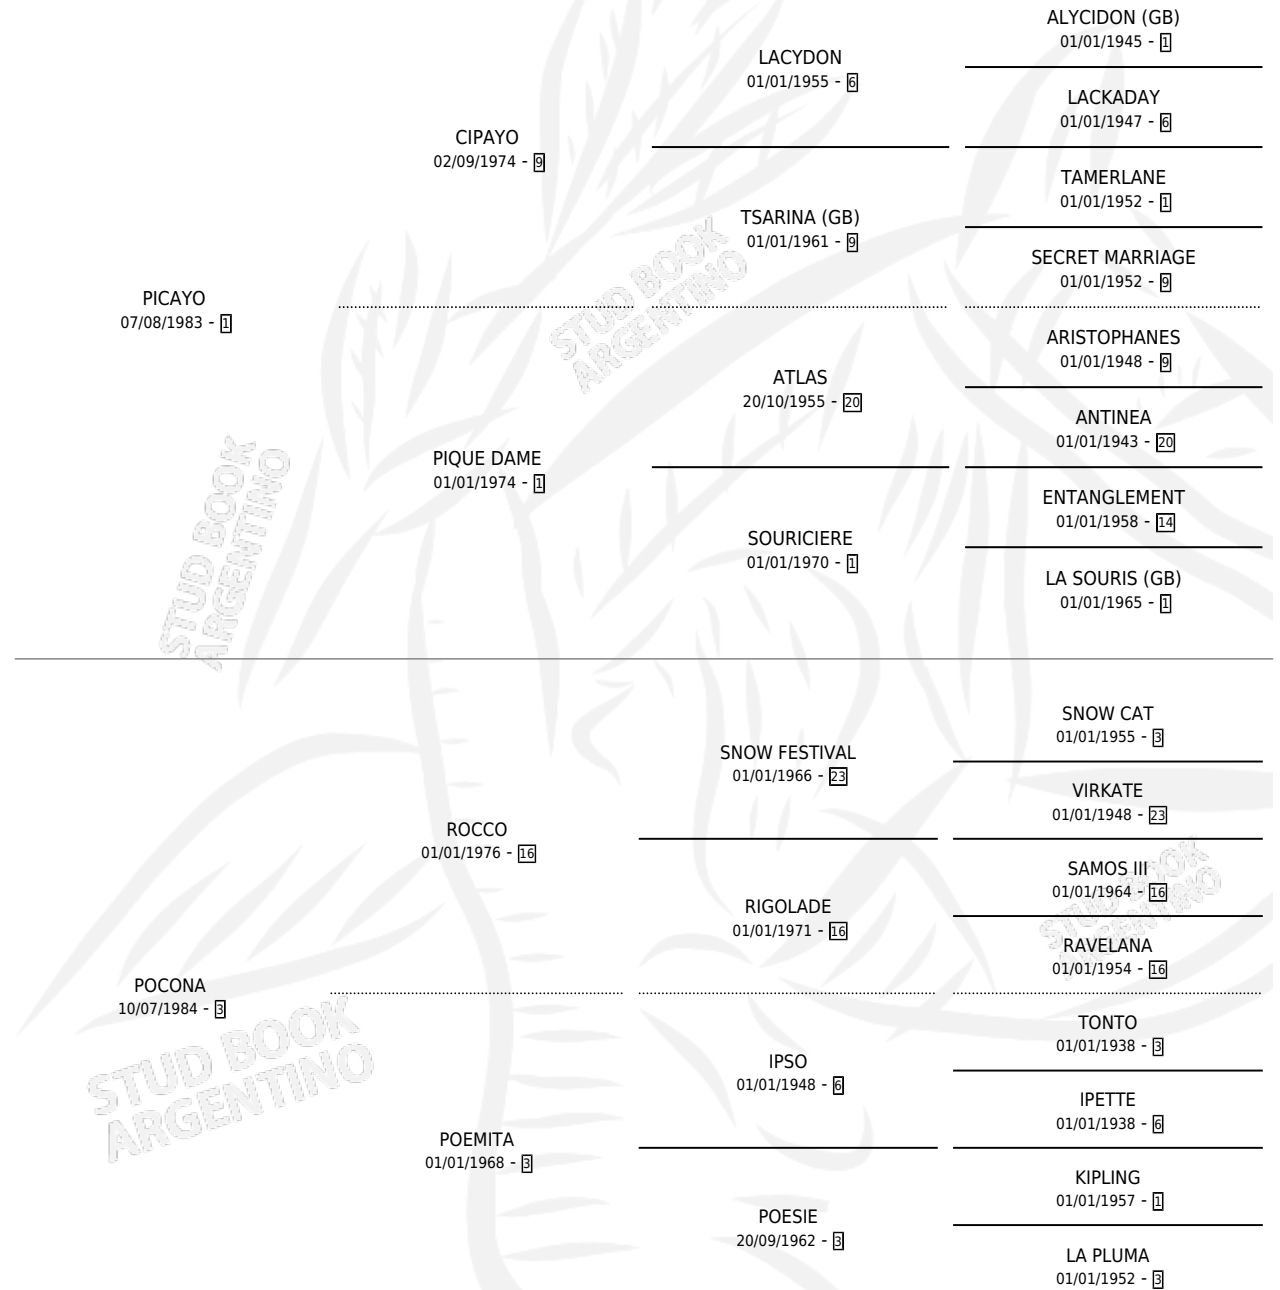 ALYCIDON (GB)
01/01/1945 - 1
LACYDON
01/01/1955 - 6
LACKADAY
01/01/1947 - 6
CIPAYO
02/09/1974 - 9
TAMERLANE
01/01/1952 - 1
TSARINA (GB)
01/01/1961 - 9
SECRET MARRIAGE
01/01/1952 - 9
PICAYO
07/08/1983 - 1
ARISTOPHANES
01/01/1948 - 9
ATLAS
20/10/1955 - 20
ANTINEA
01/01/1943 - 20
PIQUE DAME
01/01/1974 - 1
ENTANGLEMENT
01/01/1958 - 14
SOURICIERE
01/01/1970 - 1
LA SOURIS (GB)
01/01/1965 - 1
STUD BOOK
ARGENTINO
STUD BOOK
ARGENTINO
SNOW CAT
01/01/1955 - 3
SNOW FESTIVAL
01/01/1966 - 23
VIRKATE
01/01/1948 - 23
ROCCO
01/01/1976 - 16
SAMOS III
01/01/1964 - 16
RIGOLADE
01/01/1971 - 16
RAVELANA
01/01/1954 - 16
POCONA
10/07/1984 - 3
TONTO
01/01/1938 - 3
IPSO
01/01/1948 - 6
IPETTE
01/01/1938 - 6
POEMITA
01/01/1968 - 3
KIPLING
01/01/1957 - 1
POESIE
20/09/1962 - 3
LA PLUMA
01/01/1952 - 3
STUD BOOK
ARGENTINO
STUD BOOK
ARGENTINO